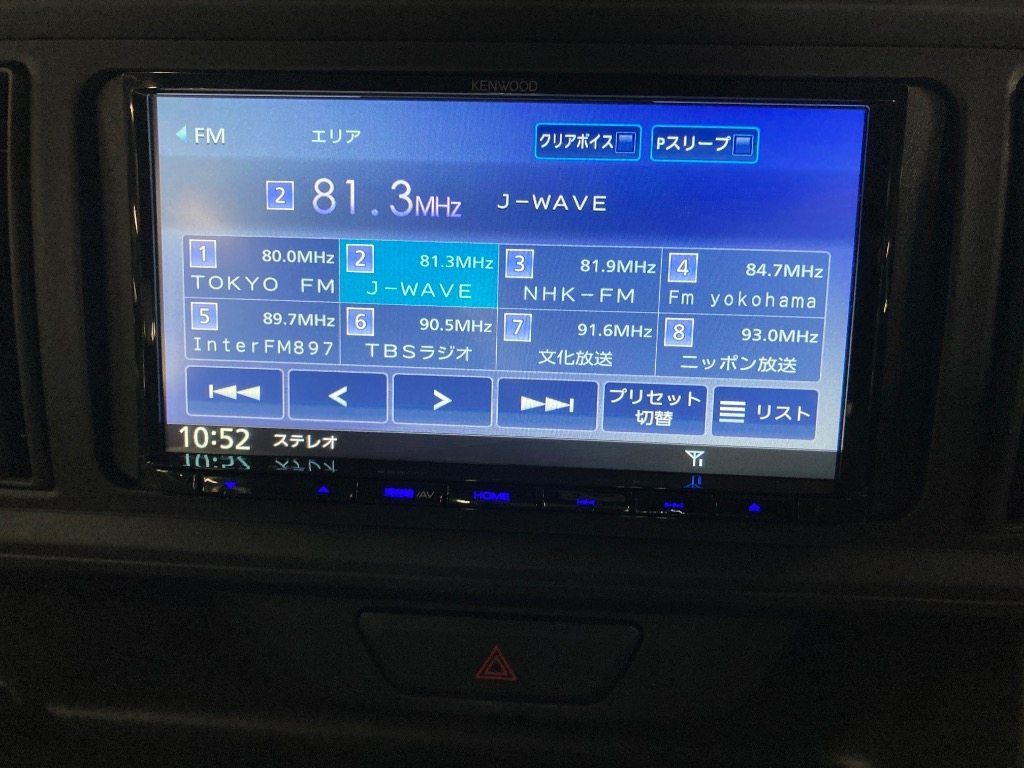 KENWOOD
FM エリア クリアボイス Pスリープ
2 81.3MHz J-WAVE
1 80.0MHz 2 81.3MHz 3 81.9MHz 4 84.7MHz
TOKYO FM J-WAVE NHK-FM Fm yokohama
5 89.7MHz 6 90.5MHz 7 91.6MHz 8 93.0MHz
InterFM897 TBSラジオ 文化放送 ニッポン放送
プリセット
切替 リスト
10:52 ステレオ
/AV HOME